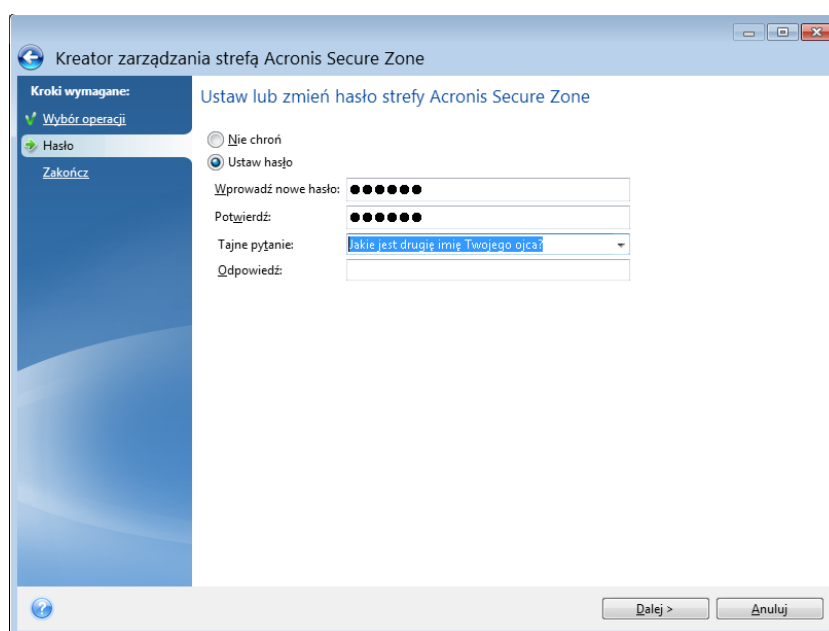 Kreator zarządzania strefą Acronis Secure Zone
Kroki wymagane:
Wybór operacji
Hasło
Zakończ
Ustaw lub zmień hasło strefy Acronis Secure Zone
Nie chroń
Ustaw hasło
Wprowadź nowe hasło: ●●●●●●
Potwierdź: ●●●●●●
Tajne pytanie: Jakie jest drugię imię Twojego ojca?
Odpowiedź:
Dalej > Anuluj